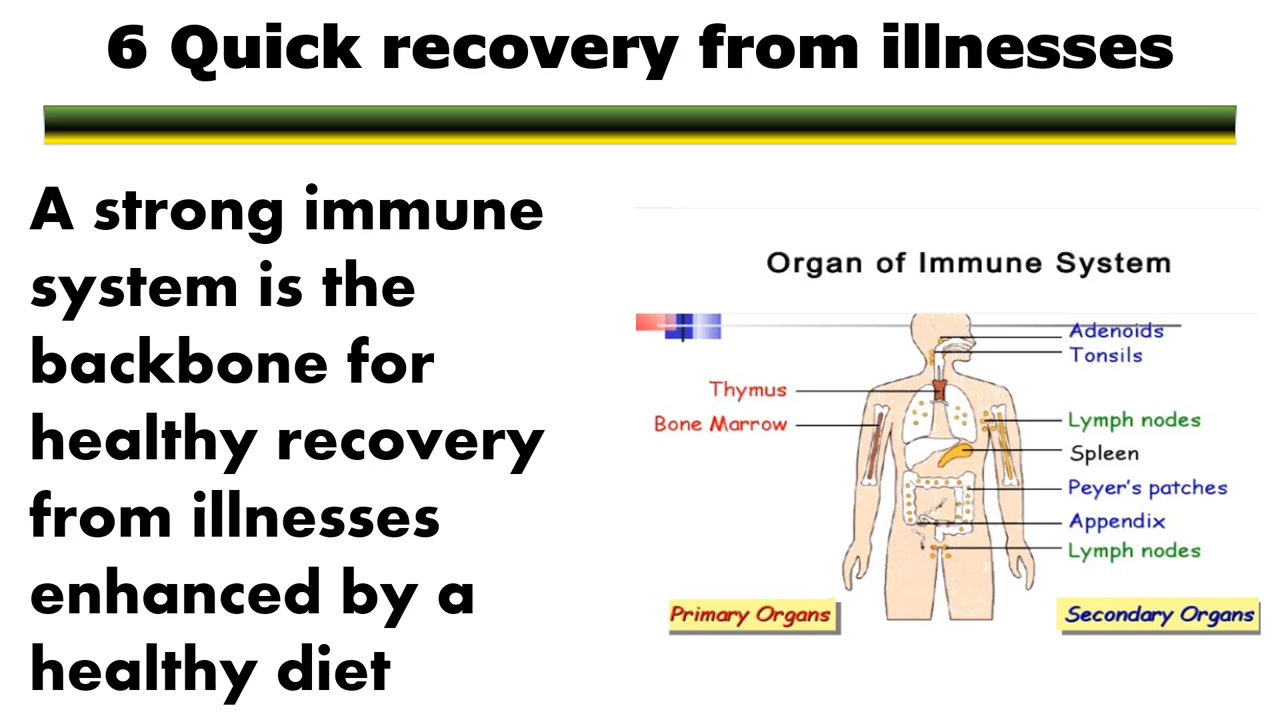 6 Quick recovery from illnesses
A strong immune
system is the
backbone for
healthy recovery
from illnesses
enhanced by a
healthy diet
Organ of Immune System
Adenoids
Tonsils
Thymus
Bone Marrow
Lymph nodes
Spleen
Peyer's patches
Appendix
Lymph nodes
Primary Organs
Secondary Organs